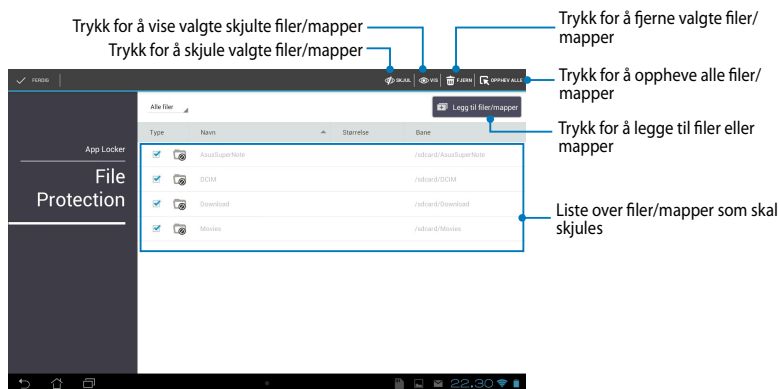 Trykk for å vise valgte skjulte filer/mapper
Trykk for å skjule valgte filer/mapper
Trykk for å fjerne valgte filer/
mapper
Trykk for å oppheve alle filer/
mapper
Trykk for å legge til filer eller
mapper
Liste over filer/mapper som skal
skjules
FERDIG
SKJUL VIS FJERN OPPHEV ALLE
Alle filer
Legg til filer/mapper
Type Navn Størrelse Bane
App Locker
File
Protection
AsusSuperNote /sdcard/AsusSuperNote
DCIM /sdcard/DCIM
Download /sdcard/Download
Movies /sdcard/Movies
22.30